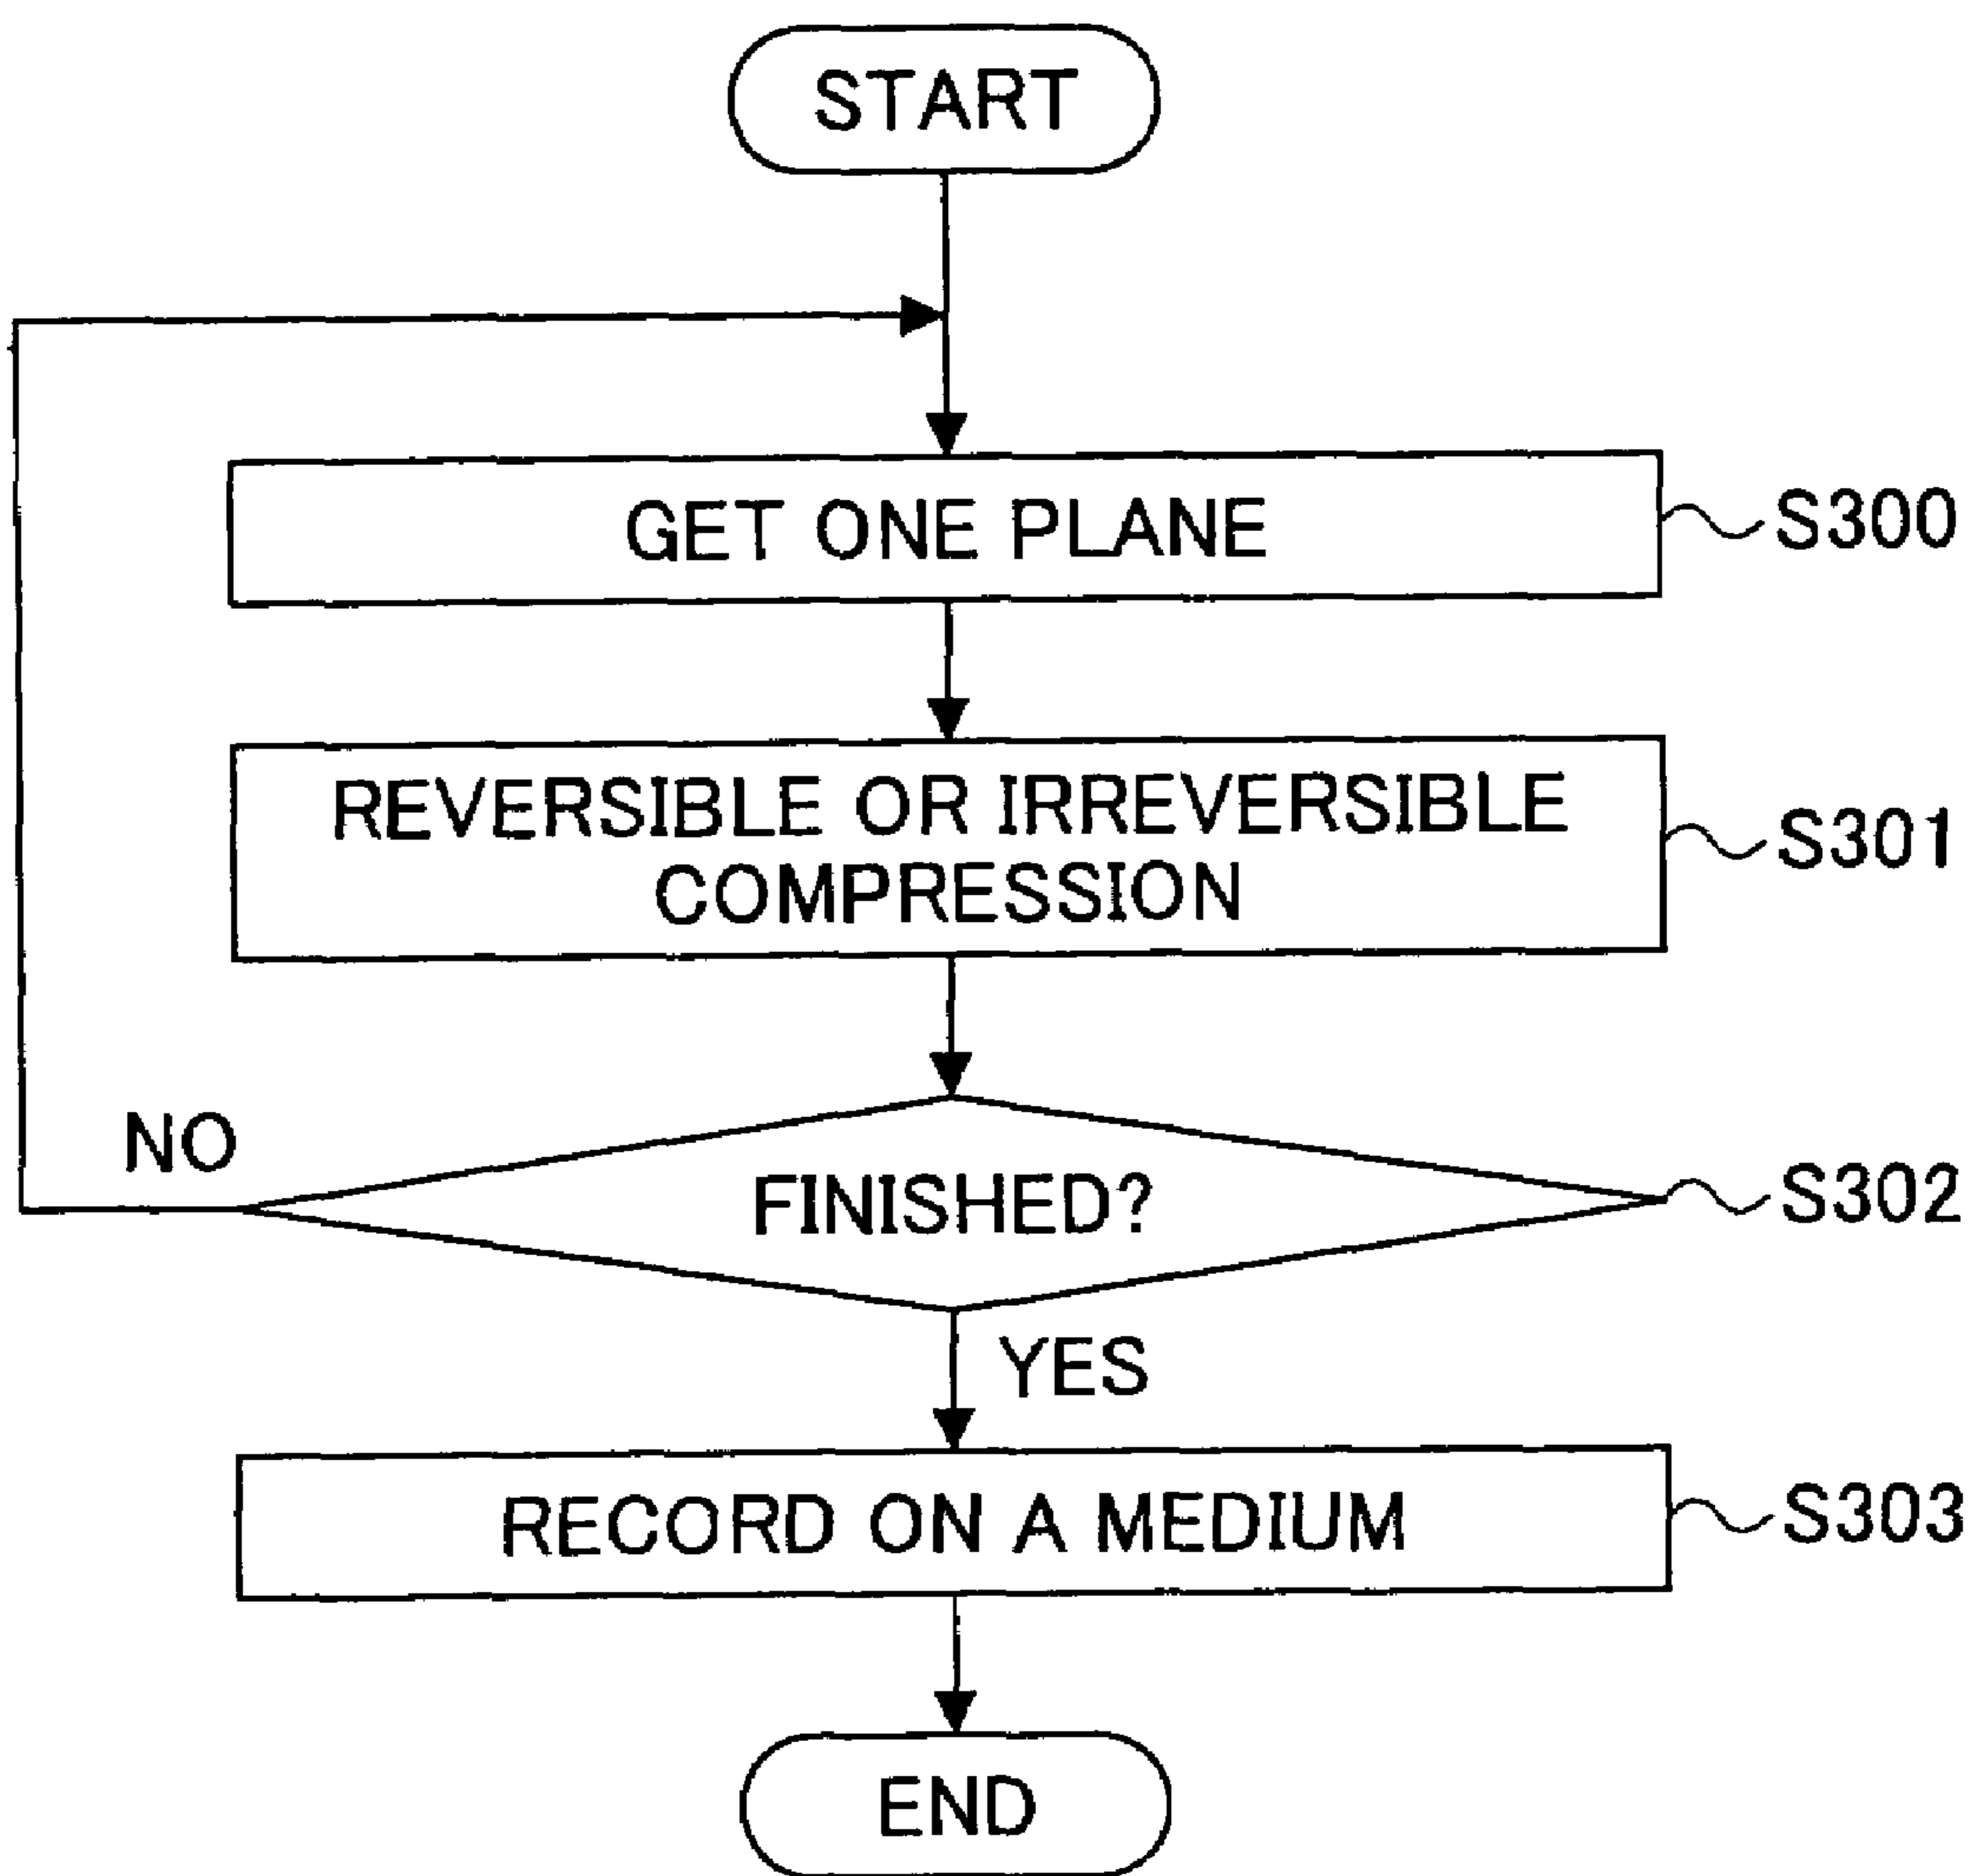 START
GET ONE PLANE
S300
REVERSIBLE OR IRREVERSIBLE
COMPRESSION
S301
NO
FINISHED?
S302
YES
RECORD ON A MEDIUM
S303
END